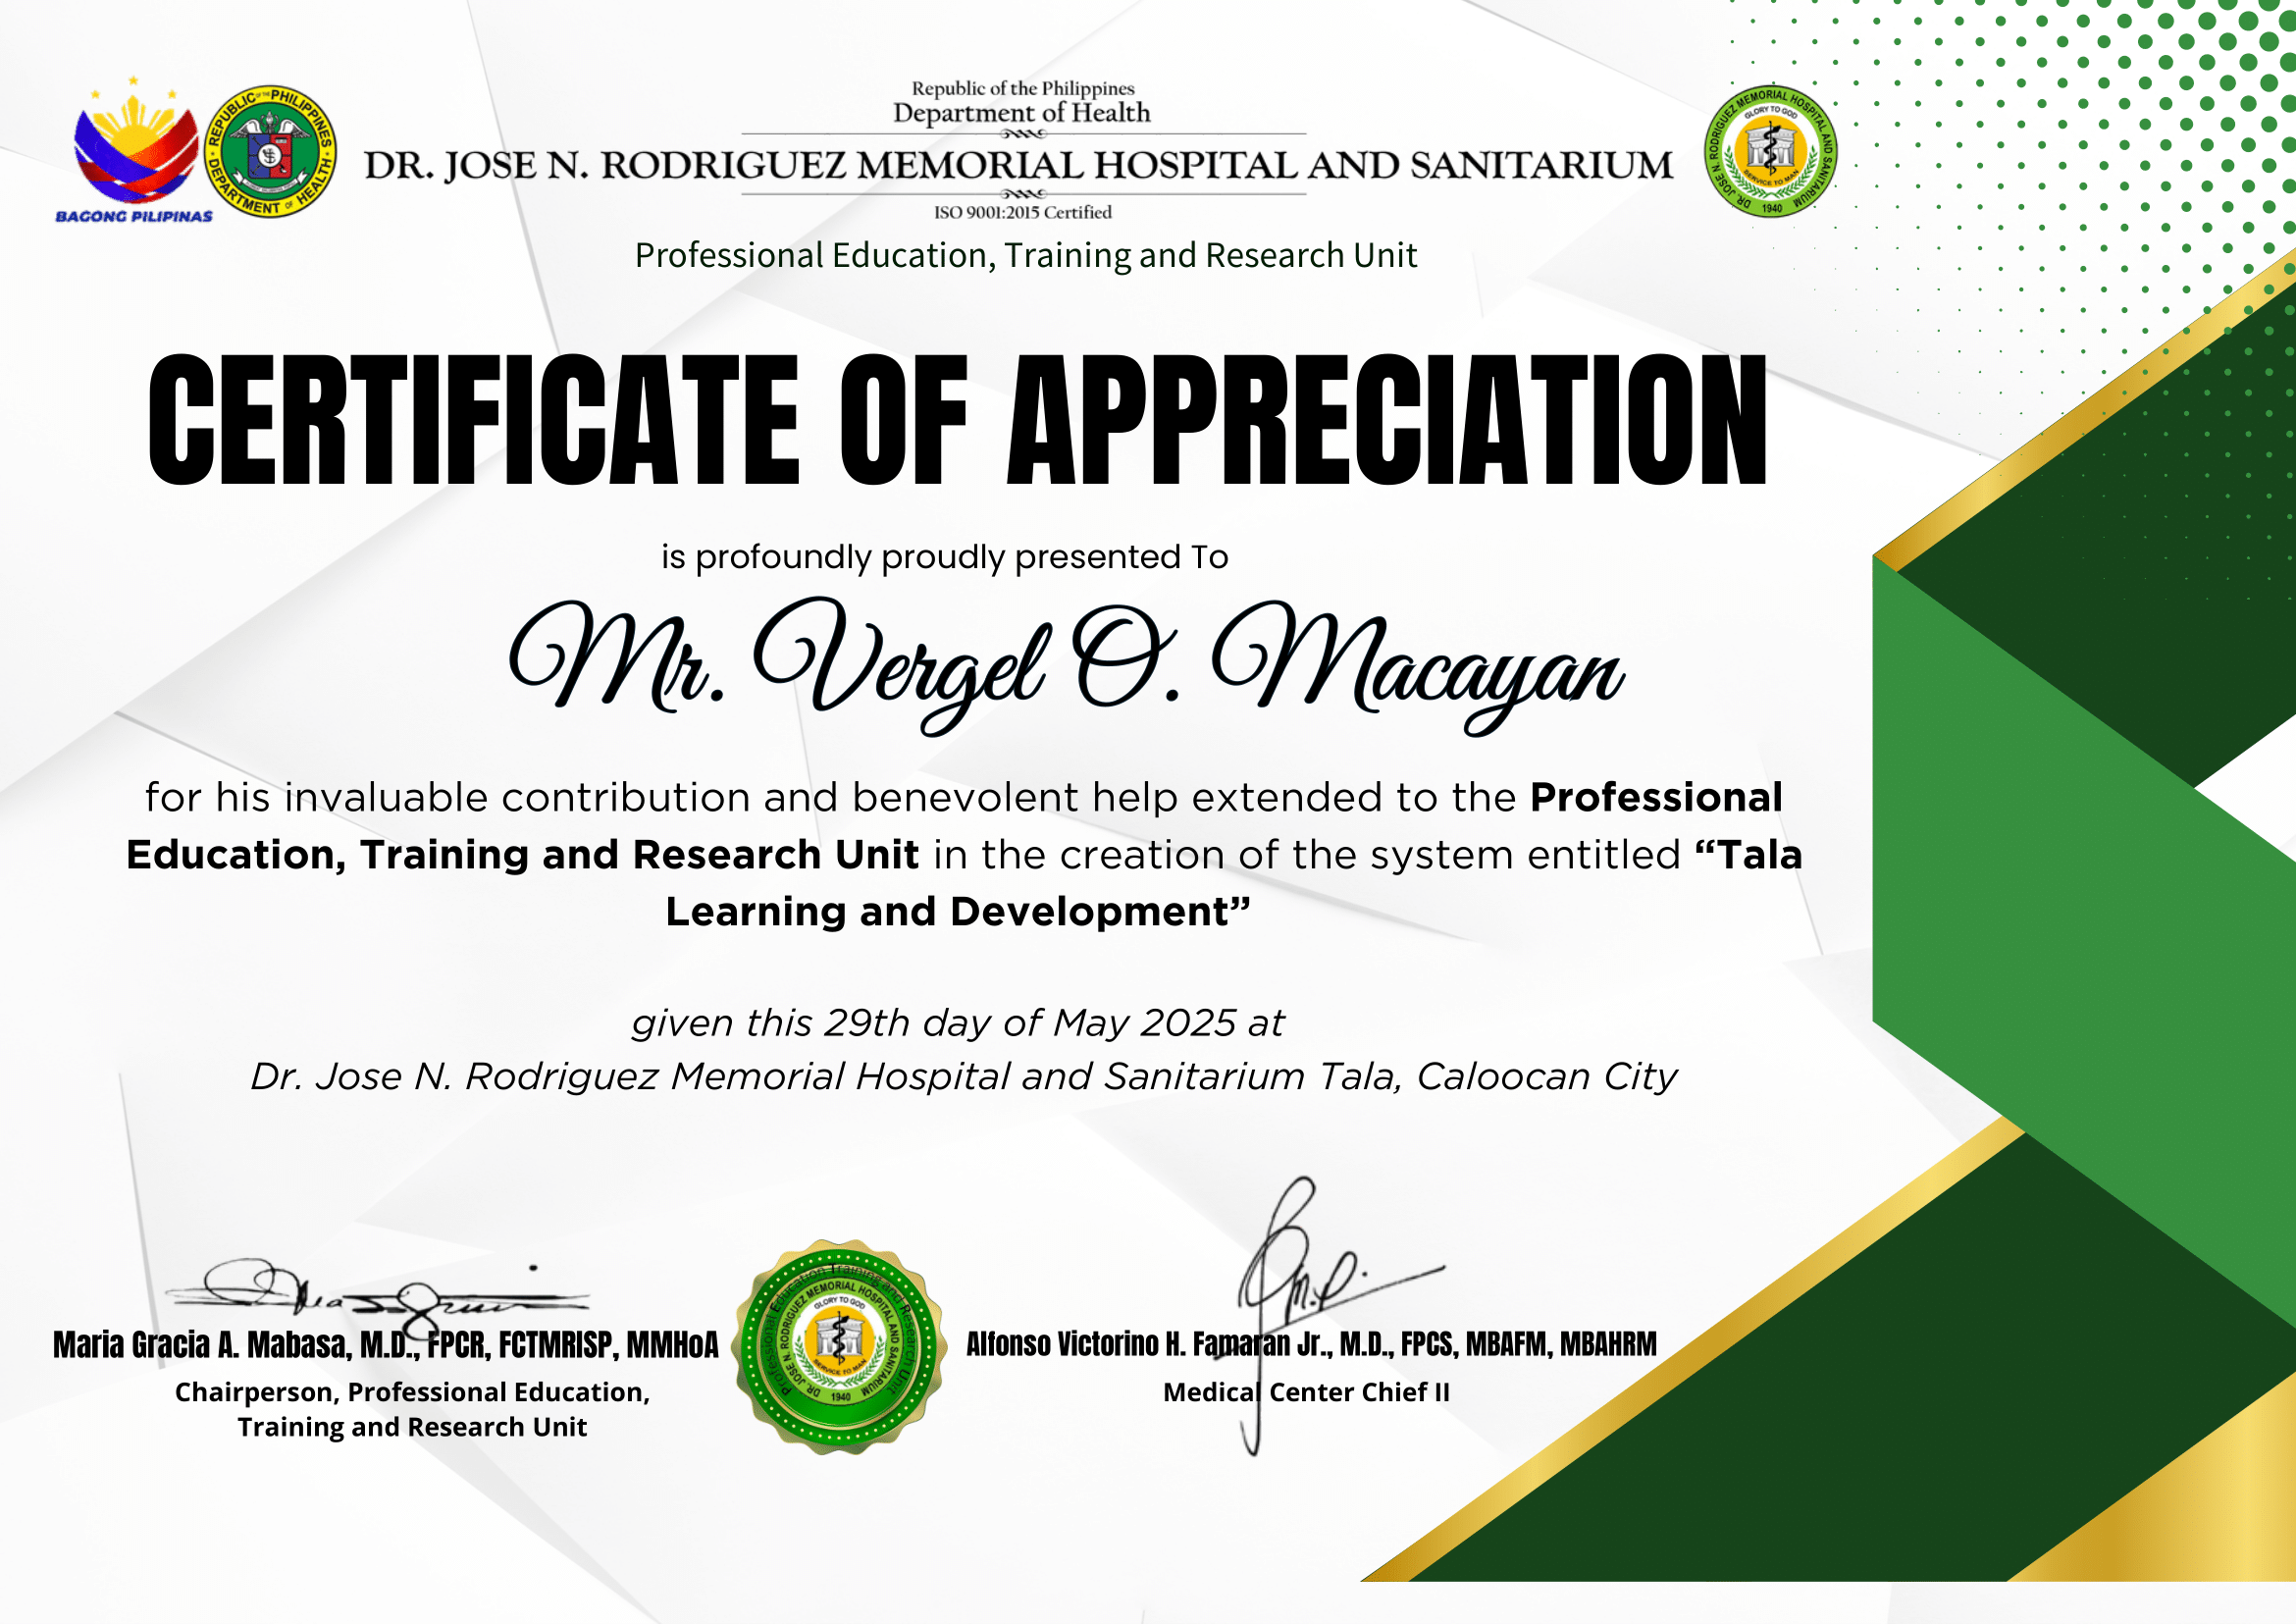 BAGONG PILIPINAS
REPUBLIC OF THE PHILIPPINES
DEPARTMENT OF HEALTH
Republic of the Philippines
Department of Health
DR. JOSE N. RODRIGUEZ MEMORIAL HOSPITAL AND SANITARIUM
ISO 9001:2015 Certified
Professional Education, Training and Research Unit
DR. JOSE N. RODRIGUEZ MEMORIAL HOSPITAL AND SANITARIUM
GLORY TO GOD
SERVICE TO MAN
1940
CERTIFICATE OF APPRECIATION
is profoundly proudly presented To
Mr. Vergel O. Macayan
for his invaluable contribution and benevolent help extended to the Professional
Education, Training and Research Unit in the creation of the system entitled “Tala
Learning and Development”
given this 29th day of May 2025 at
Dr. Jose N. Rodriguez Memorial Hospital and Sanitarium Tala, Caloocan City
Maria Gracia A. Mabasa, M.D., FPCR, FCTMRISP, MMHoA
Chairperson, Professional Education,
Training and Research Unit
Professional Education Training and Research Unit
DR. JOSE N. RODRIGUEZ MEMORIAL HOSPITAL AND SANITARIUM
GLORY TO GOD
SERVICE TO MAN
1940
Alfonso Victorino H. Famaran Jr., M.D., FPCS, MBAFM, MBAHRM
Medical Center Chief II